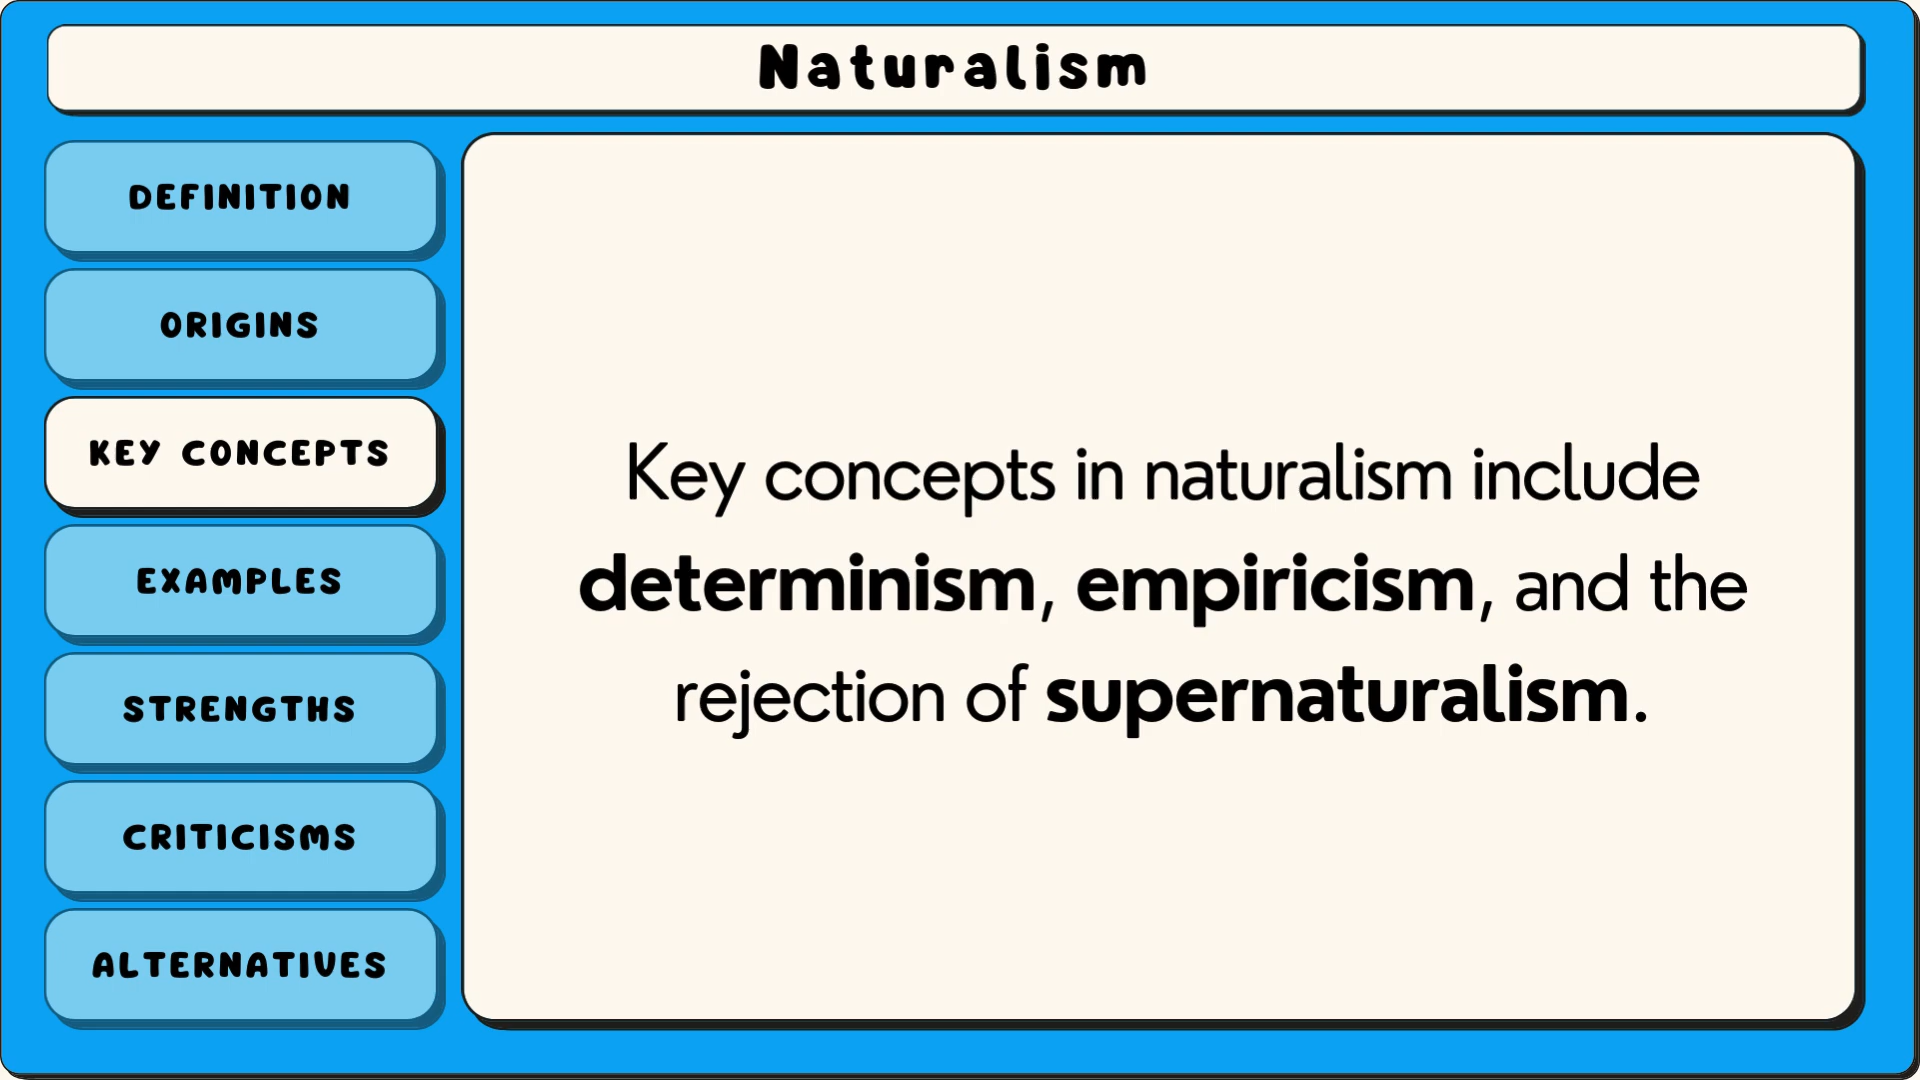 Naturalism
DEFINITION
ORIGINS
KEY CONCEPTS
EXAMPLES
STRENGTHS
CRITICISMS
ALTERNATIVES
Key concepts in naturalism include
determinism, empiricism, and the
rejection of supernaturalism.